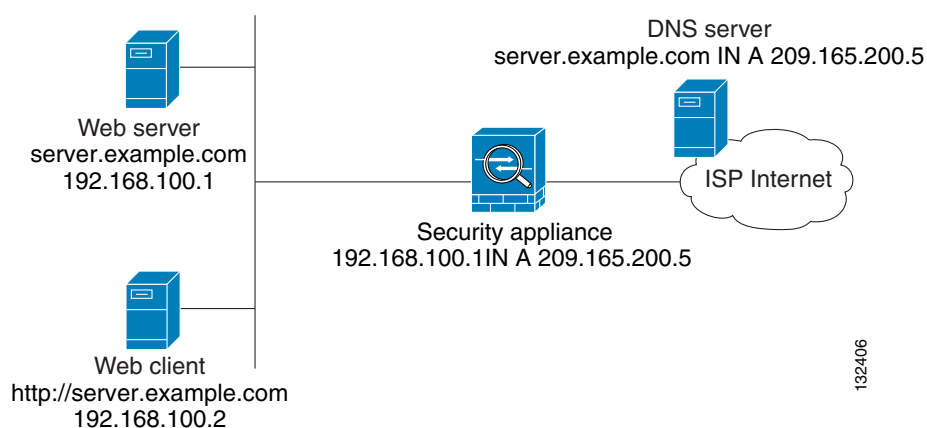 DNS server
server.example.com IN A 209.165.200.5
Web server
server.example.com
192.168.100.1
ISP Internet
Security appliance
192.168.100.1IN A 209.165.200.5
Web client
http://server.example.com
192.168.100.2
132406